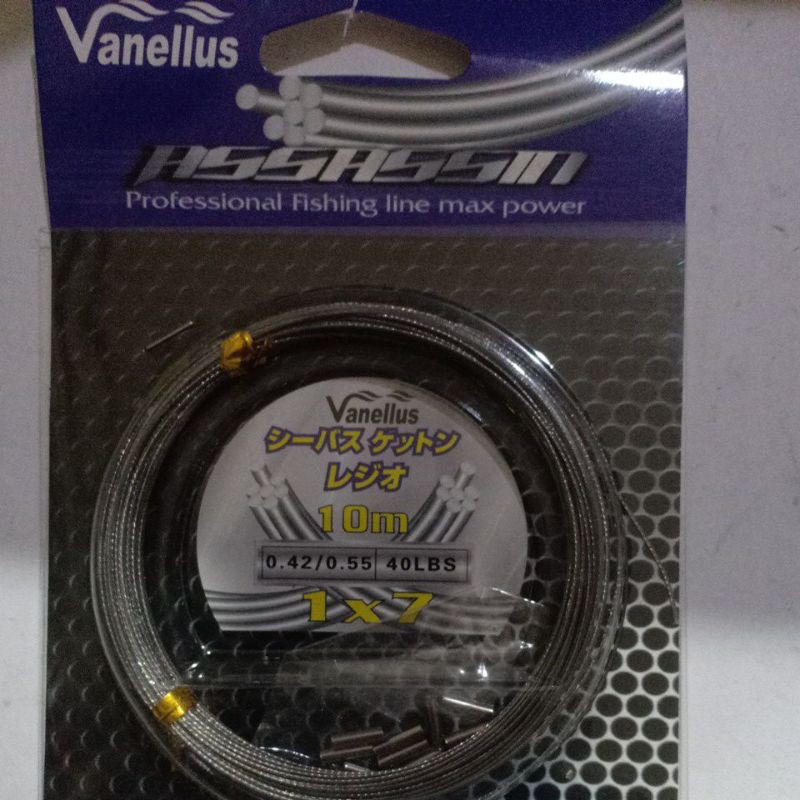 Vanellus
ASSASSIN
Professional Fishing line max power
Vanellus
シーバス ゲットン
レジオ
10m
0.42/0.55 40LBS
1x7